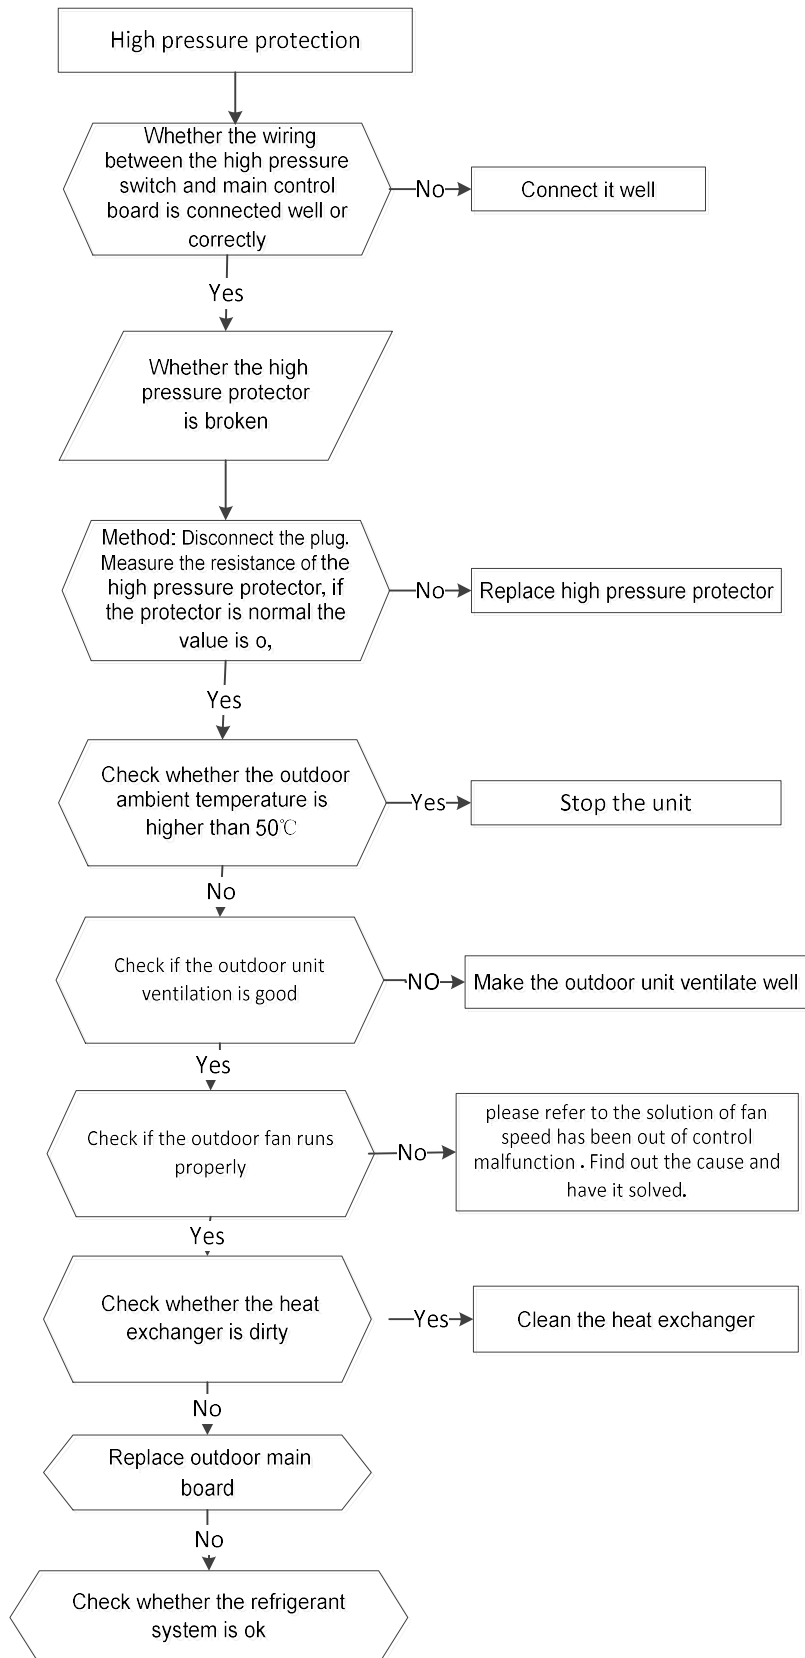 High pressure protection
Whether the wiring
between the high pressure
switch and main control
board is connected well or
correctly
No
Connect it well
Yes
Whether the high
pressure protector
is broken
Method: Disconnect the plug.
Measure the resistance of the
high pressure protector, if
the protector is normal the
value is o,
No
Replace high pressure protector
Yes
Check whether the outdoor
ambient temperature is
higher than 50℃
Yes
Stop the unit
No
Check if the outdoor unit
ventilation is good
NO
Make the outdoor unit ventilate well
Yes
Check if the outdoor fan runs
properly
No
please refer to the solution of fan
speed has been out of control
malfunction . Find out the cause and
have it solved.
Yes
Check whether the heat
exchanger is dirty
Yes
Clean the heat exchanger
No
Replace outdoor main
board
No
Check whether the refrigerant
system is ok